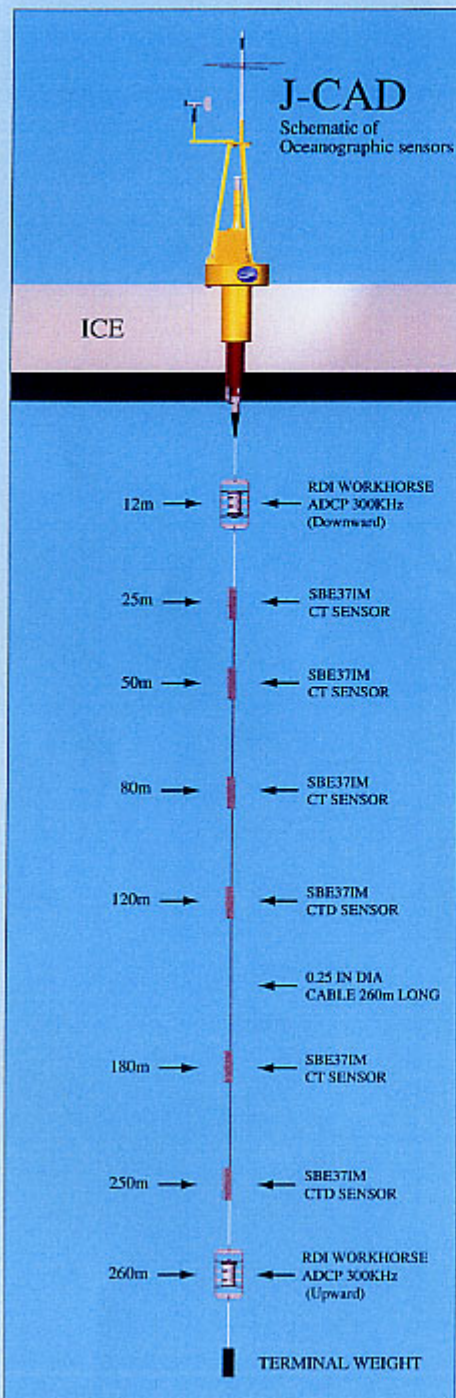 J-CAD
Schematic of
Oceanographic sensors
ICE
12m
RDI WORKHORSE
ADCP 300KHz
(Downward)
25m
SBE37IM
CT SENSOR
50m
SBE37IM
CT SENSOR
80m
SBE37IM
CT SENSOR
120m
SBE37IM
CTD SENSOR
0.25 IN DIA
CABLE 260m LONG
180m
SBE37IM
CT SENSOR
250m
SBE37IM
CTD SENSOR
260m
RDI WORKHORSE
ADCP 300KHz
(Upward)
TERMINAL WEIGHT